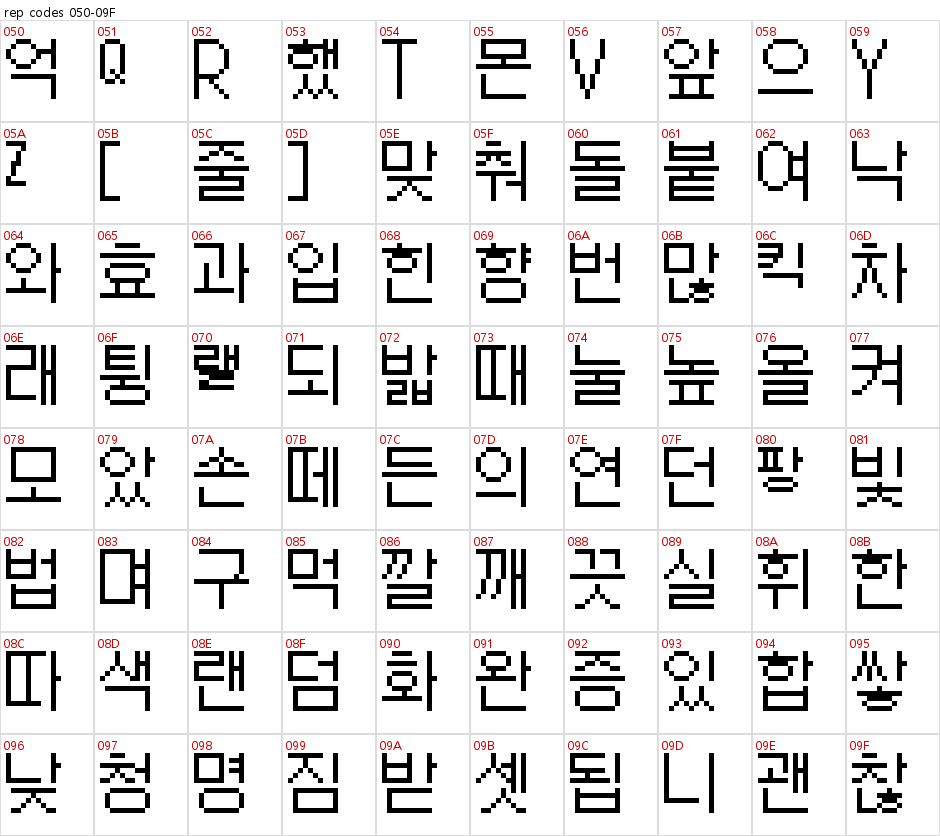 rep codes 050-09F
050 051 052 053 054 055 056 057 058 059
억 Q R 했 T 몬 V 앞 으 Y
05A 05B 05C 05D 05E 05F 060 061 062 063
[ 줄 ] 맞 춰 돌 붙 여 낙
064 065 066 067 068 069 06A 06B 06C 06D
와 효 과 입 힌 향 번 많 킥 차
06E 06F 070 071 072 073 074 075 076 077
래 퉁 되 밟 때 눌 높 올 켜
078 079 07A 07B 07C 07D 07E 07F 080 081
모 았 손 떼 든 의 연 던 팡 빛
082 083 084 085 086 087 088 089 08A 08B
법 며 구 먹 깔 깨 끗 실 휘 한
08C 08D 08E 08F 090 091 092 093 094 095
따 색 랜 덤 화 완 증 있 합 쌓
096 097 098 099 09A 09B 09C 09D 09E 09F
낮 청 명 짐 받 셋 됩 니 괜 찮